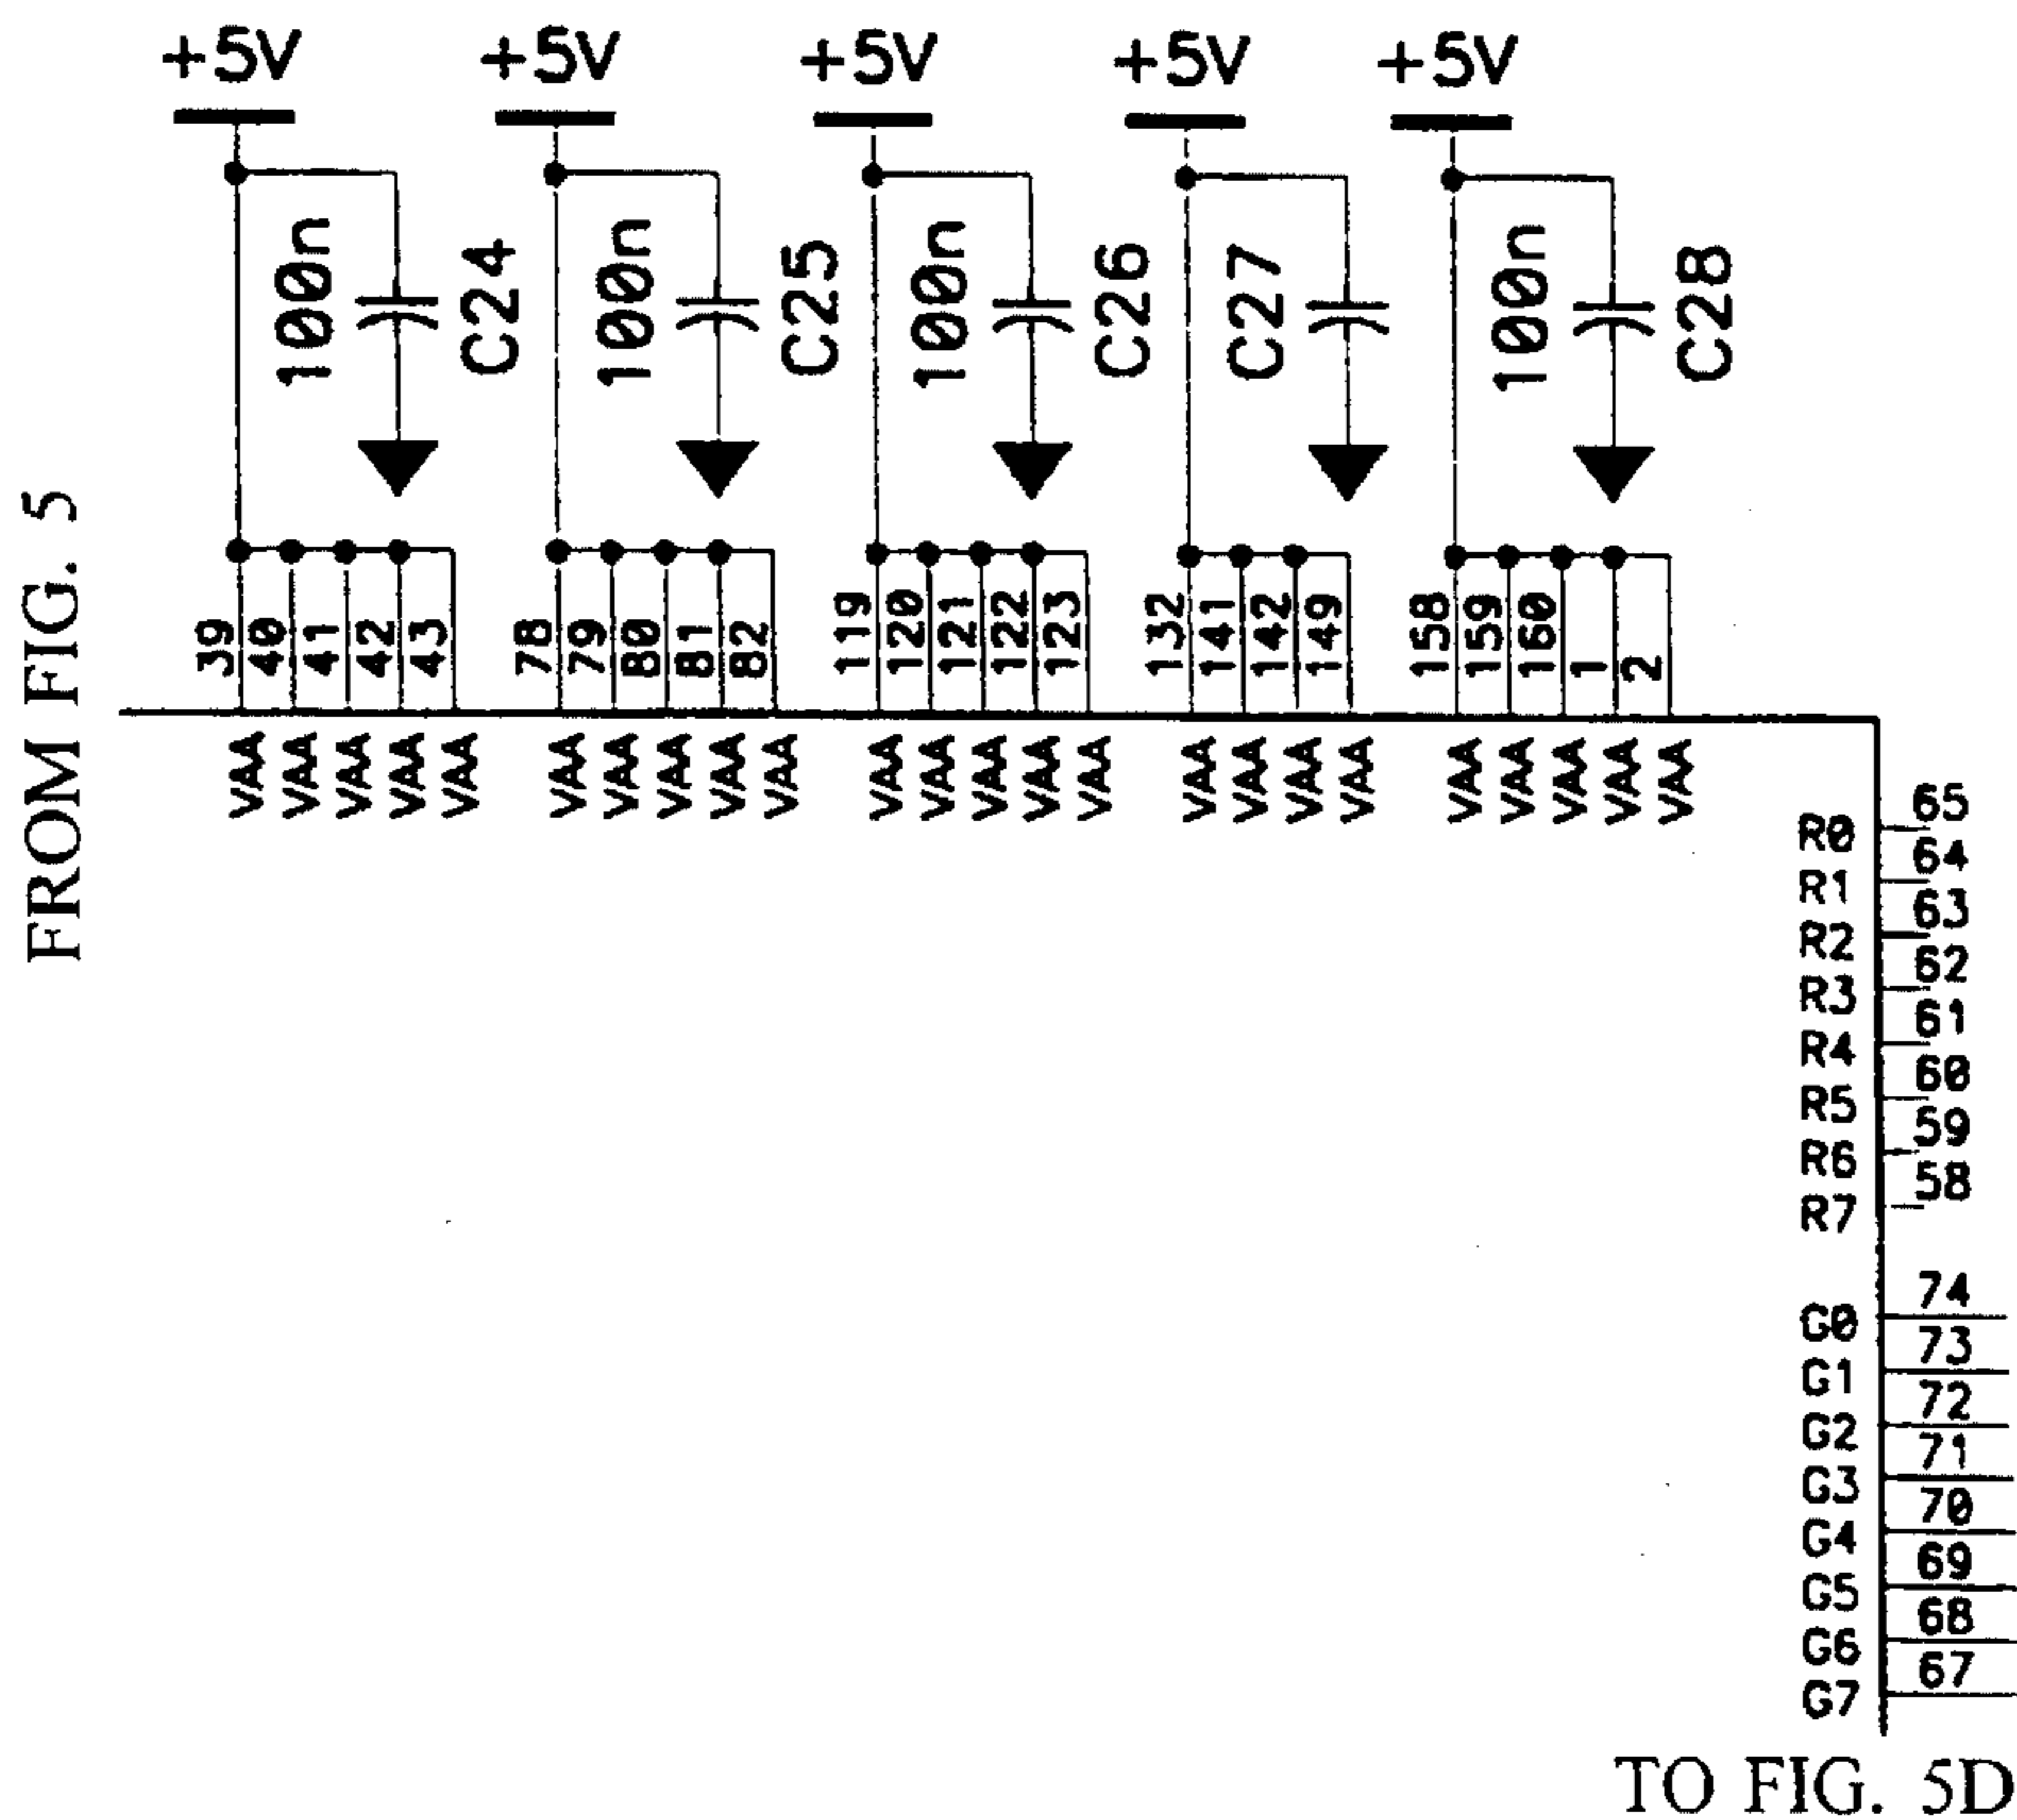 +5V +5V +5V +5V +5V
100n C24 100n C25 100n C26 C27 100n C28
FROM FIG. 5
39 40 41 42 43 78 79 80 81 82 119 120 121 122 123 132 141 142 149 158 159 160 1 2
VAA VAA VAA VAA VAA VAA VAA VAA VAA VAA VAA VAA VAA VAA VAA VAA VAA VAA VAA VAA VAA VAA VAA VAA
R0 65
R1 64
R2 63
R3 62
R4 61
R5 60
R6 59
R7 58
G0 74
G1 73
G2 72
G3 71
G4 70
G5 69
G6 68
G7 67
TO FIG. 5D